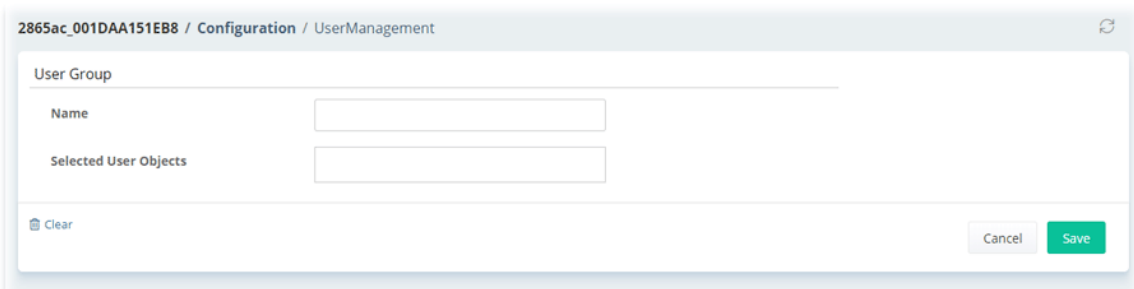 2865ac_001DAA151EB8 / Configuration / UserManagement
User Group
Name
Selected User Objects
Clear
Cancel
Save